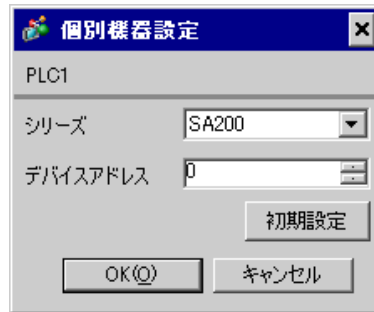 個別機器設定
PLC1
シリーズ SA200
デバイスアドレス 0
初期設定
OK(O) キャンセル